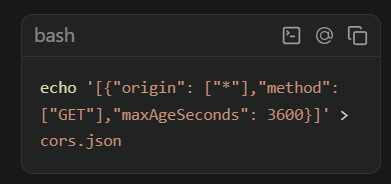 bash
echo '[{"origin": ["*"],"method":
["GET"],"maxAgeSeconds": 3600}]' >
cors.json